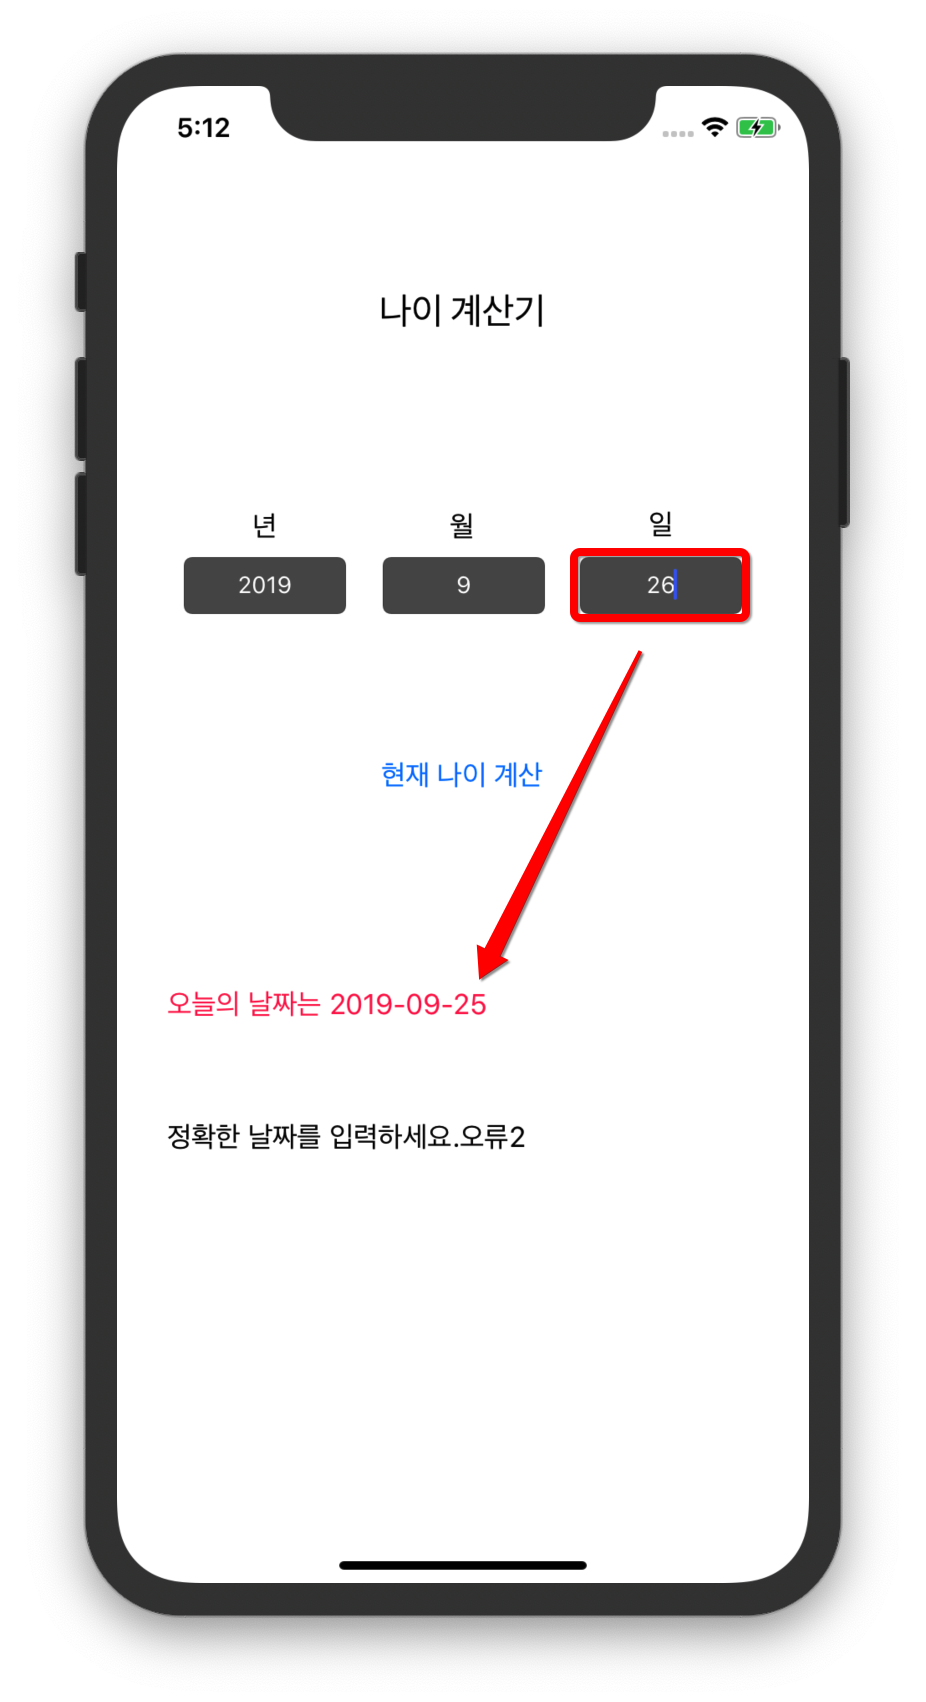 5:12
나이 계산기
년 월 일
2019 9 26
현재 나이 계산
오늘의 날짜는 2019-09-25
정확한 날짜를 입력하세요.오류2